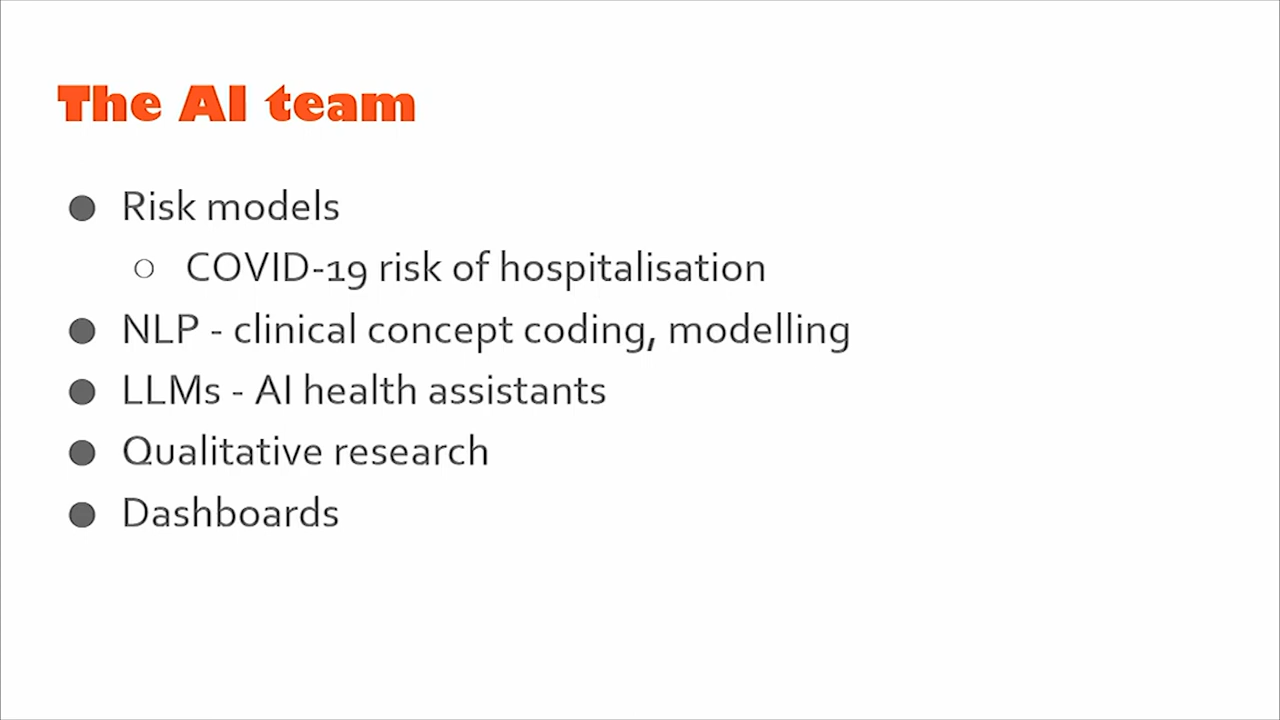 The AI team
● Risk models
○ COVID-19 risk of hospitalisation
● NLP - clinical concept coding, modelling
● LLMs - AI health assistants
● Qualitative research
● Dashboards